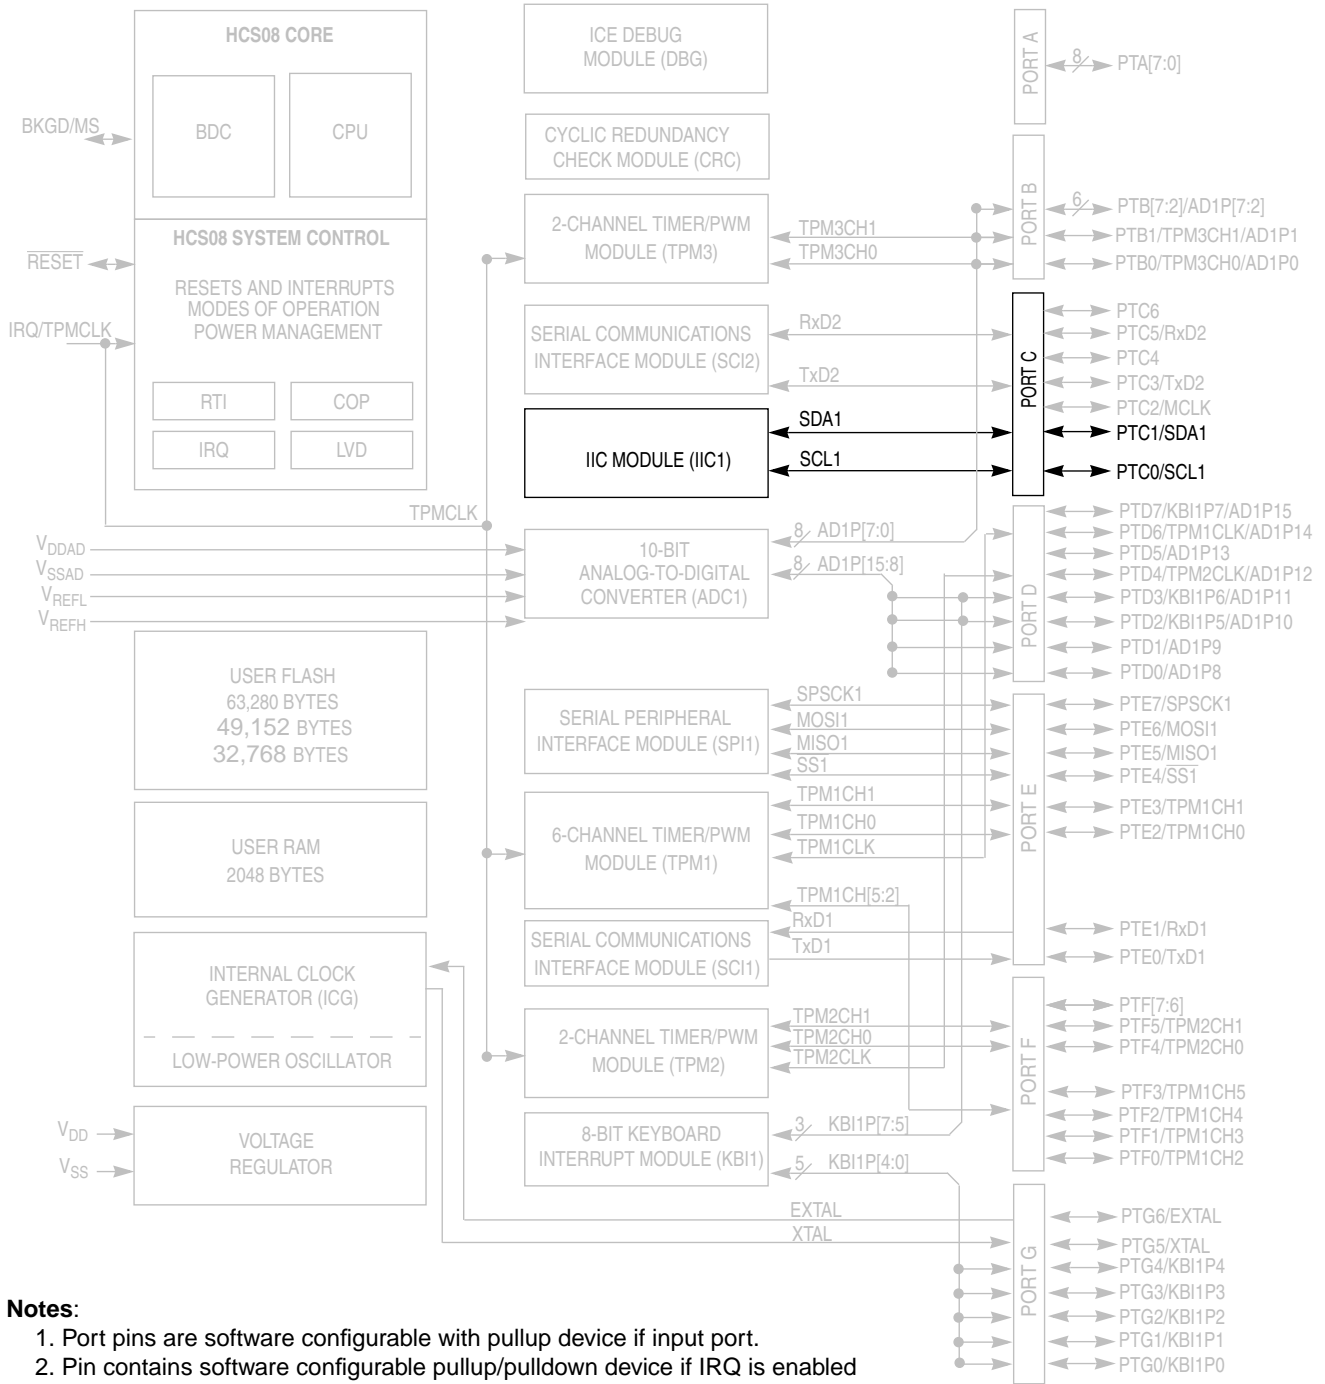 HCS08 CORE
BDC
CPU
BKGD/MS
HCS08 SYSTEM CONTROL
RESET
RESETS AND INTERRUPTS
MODES OF OPERATION
POWER MANAGEMENT
IRQ/TPMCLK
RTI
COP
IRQ
LVD
TPMCLK
VDDAD
VSSAD
VREFL
VREFH
USER FLASH
63,280 BYTES
49,152 BYTES
32,768 BYTES
USER RAM
2048 BYTES
INTERNAL CLOCK
GENERATOR (ICG)
LOW-POWER OSCILLATOR
VDD
VSS
VOLTAGE
REGULATOR
ICE DEBUG
MODULE (DBG)
CYCLIC REDUNDANCY
CHECK MODULE (CRC)
2-CHANNEL TIMER/PWM
MODULE (TPM3)
TPM3CH1
TPM3CH0
SERIAL COMMUNICATIONS
INTERFACE MODULE (SCI2)
RxD2
TxD2
IIC MODULE (IIC1)
SDA1
SCL1
10-BIT
ANALOG-TO-DIGITAL
CONVERTER (ADC1)
8 AD1P[7:0]
8 AD1P[15:8]
SERIAL PERIPHERAL
INTERFACE MODULE (SPI1)
SPSCK1
MOSI1
MISO1
SS1
6-CHANNEL TIMER/PWM
MODULE (TPM1)
TPM1CH1
TPM1CH0
TPM1CLK
TPM1CH[5:2]
SERIAL COMMUNICATIONS
INTERFACE MODULE (SCI1)
RxD1
TxD1
2-CHANNEL TIMER/PWM
MODULE (TPM2)
TPM2CH1
TPM2CH0
TPM2CLK
8-BIT KEYBOARD
INTERRUPT MODULE (KBI1)
3 KBI1P[7:5]
5 KBI1P[4:0]
EXTAL
XTAL
PORT A
8 PTA[7:0]
PORT B
6 PTB[7:2]/AD1P[7:2]
PTB1/TPM3CH1/AD1P1
PTB0/TPM3CH0/AD1P0
PORT C
PTC6
PTC5/RxD2
PTC4
PTC3/TxD2
PTC2/MCLK
PTC1/SDA1
PTC0/SCL1
PORT D
PTD7/KBI1P7/AD1P15
PTD6/TPM1CLK/AD1P14
PTD5/AD1P13
PTD4/TPM2CLK/AD1P12
PTD3/KBI1P6/AD1P11
PTD2/KBI1P5/AD1P10
PTD1/AD1P9
PTD0/AD1P8
PORT E
PTE7/SPSCK1
PTE6/MOSI1
PTE5/MISO1
PTE4/SS1
PTE3/TPM1CH1
PTE2/TPM1CH0
PTE1/RxD1
PTE0/TxD1
PORT F
PTF[7:6]
PTF5/TPM2CH1
PTF4/TPM2CH0
PTF3/TPM1CH5
PTF2/TPM1CH4
PTF1/TPM1CH3
PTF0/TPM1CH2
PORT G
PTG6/EXTAL
PTG5/XTAL
PTG4/KBI1P4
PTG3/KBI1P3
PTG2/KBI1P2
PTG1/KBI1P1
PTG0/KBI1P0
Notes:
1. Port pins are software configurable with pullup device if input port.
2. Pin contains software configurable pullup/pulldown device if IRQ is enabled